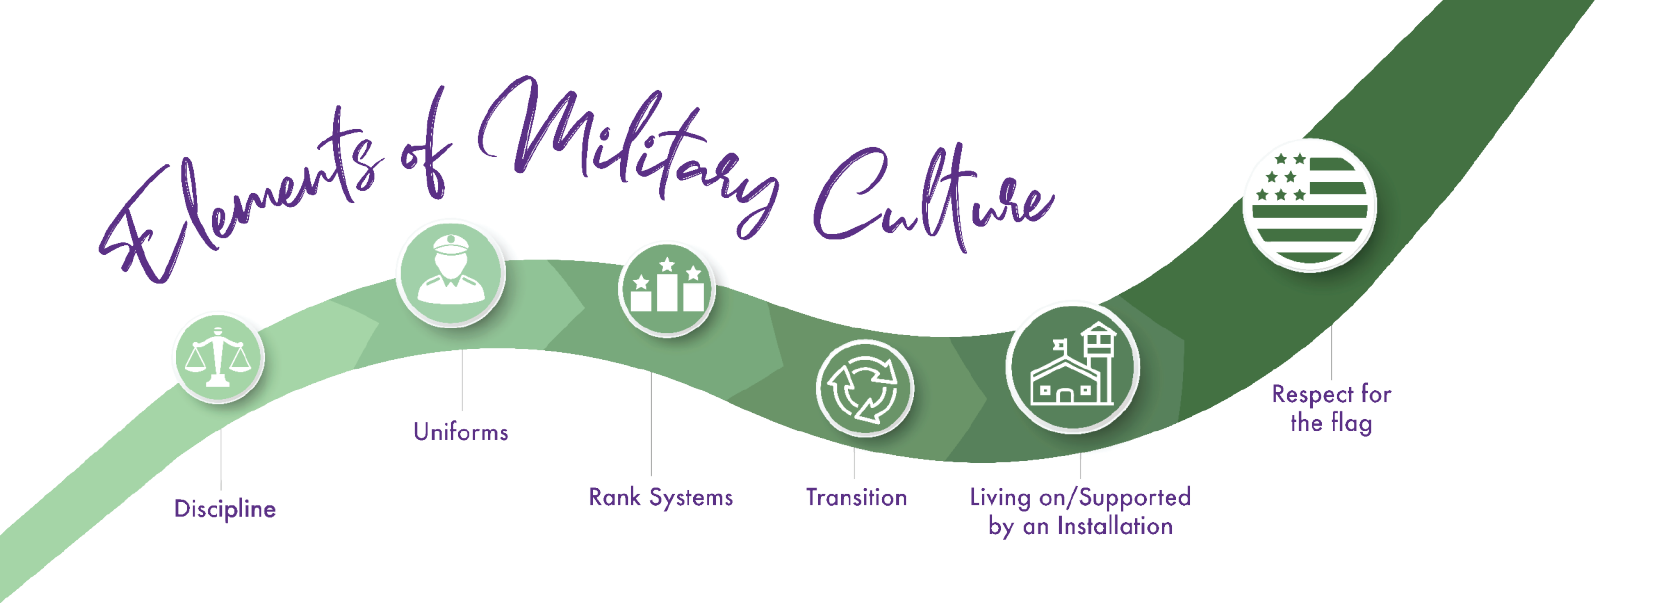 Elements of Military Culture
Discipline
Uniforms
Rank Systems
Transition
Living on/Supported
by an Installation
Respect for
the flag